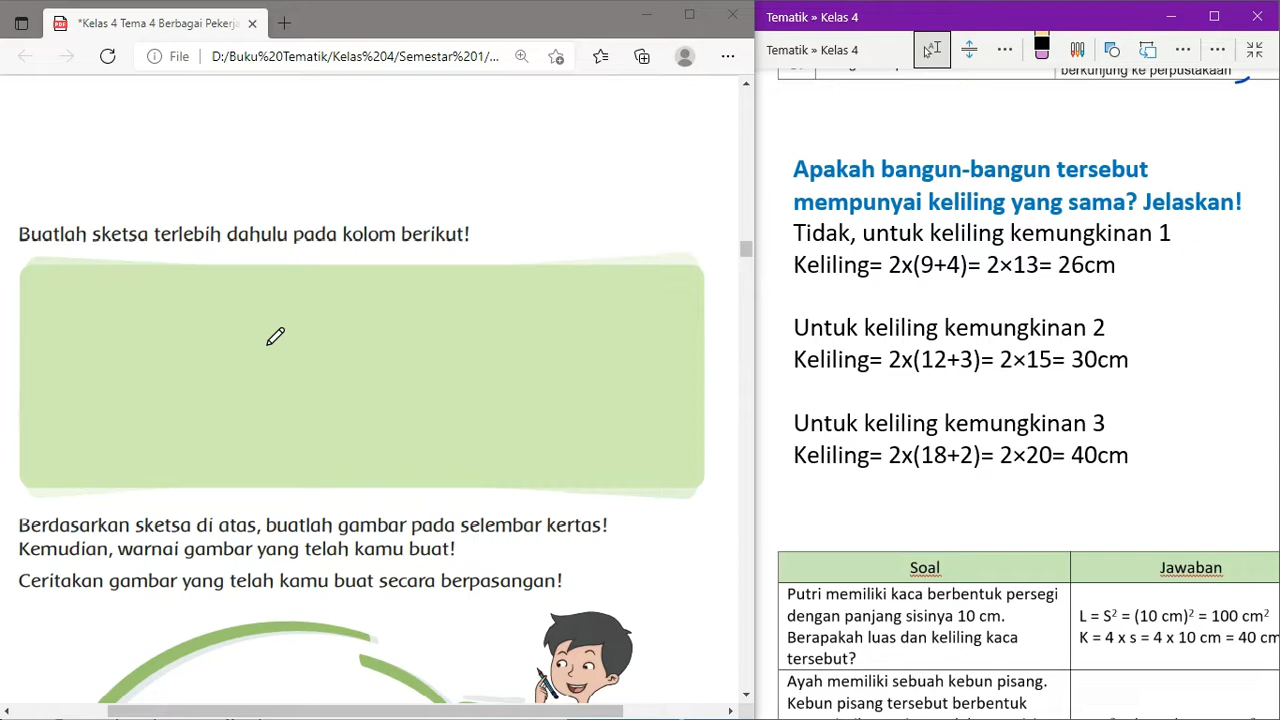 *Kelas 4 Tema 4 Berbagai Pekerj
File
D:/Buku%20Tematik/Kelas%204/Semestar%201/...
Buatlah sketsa terlebih dahulu pada kolom berikut!
Berdasarkan sketsa di atas, buatlah gambar pada selembar kertas!
Kemudian, warnai gambar yang telah kamu buat!
Ceritakan gambar yang telah kamu buat secara berpasangan!
Tematik » Kelas 4
Tematik » Kelas 4
berkunjung ke perpustakaan
Apakah bangun-bangun tersebut
mempunyai keliling yang sama? Jelaskan!
Tidak, untuk keliling kemungkinan 1
Keliling= 2x(9+4)= 2×13= 26cm
Untuk keliling kemungkinan 2
Keliling= 2x(12+3)= 2×15= 30cm
Untuk keliling kemungkinan 3
Keliling= 2x(18+2)= 2×20= 40cm
Soal
Jawaban
Putri memiliki kaca berbentuk persegi
dengan panjang sisinya 10 cm.
Berapakah luas dan keliling kaca
tersebut?
L = S² = (10 cm)² = 100 cm²
K = 4 x s = 4 x 10 cm = 40 cm
Ayah memiliki sebuah kebun pisang.
Kebun pisang tersebut berbentuk